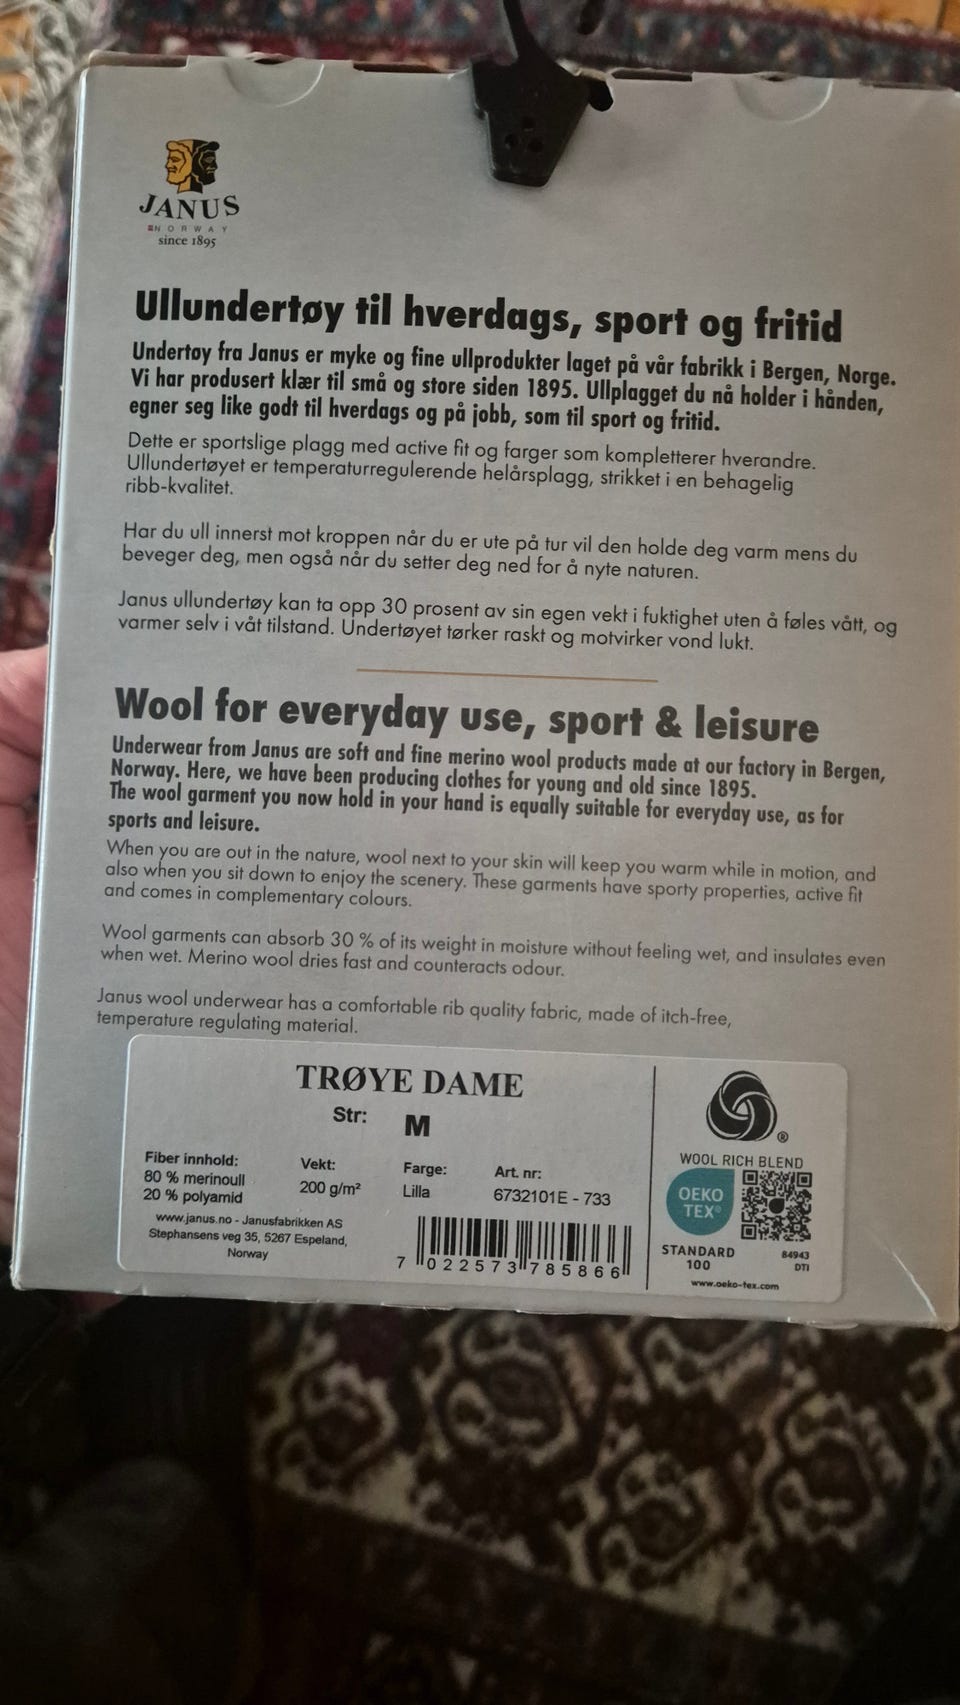 JANUS
NORWAY
since 1895
Ullundertøy til hverdags, sport og fritid
Undertøy fra Janus er myke og fine ullprodukter laget på vår fabrikk i Bergen, Norge.
Vi har produsert klær til små og store siden 1895. Ullplagget du nå holder i hånden,
egner seg like godt til hverdags og på jobb, som til sport og fritid.
Dette er sportslige plagg med active fit og farger som kompletterer hverandre.
Ullundertøyet er temperaturregulerende helårsplagg, strikket i en behagelig
ribb-kvalitet.
Har du ull innerst mot kroppen når du er ute på tur vil den holde deg varm mens du
beveger deg, men også når du setter deg ned for å nyte naturen.
Janus ullundertøy kan ta opp 30 prosent av sin egen vekt i fuktighet uten å føles vått, og
varmer selv i våt tilstand. Undertøyet tørker raskt og motvirker vond lukt.
Wool for everyday use, sport & leisure
Underwear from Janus are soft and fine merino wool products made at our factory in Bergen,
Norway. Here, we have been producing clothes for young and old since 1895.
The wool garment you now hold in your hand is equally suitable for everyday use, as for
sports and leisure.
When you are out in the nature, wool next to your skin will keep you warm while in motion, and
also when you sit down to enjoy the scenery. These garments have sporty properties, active fit
and comes in complementary colours.
Wool garments can absorb 30 % of its weight in moisture without feeling wet, and insulates even
when wet. Merino wool dries fast and counteracts odour.
Janus wool underwear has a comfortable rib quality fabric, made of itch-free,
temperature regulating material.
TRØYE DAME
Str: M
Fiber innhold:
80 % merinoull
20 % polyamid
Vekt:
200 g/m²
Farge:
Lilla
Art. nr:
6732101E - 733
www.janus.no - Janusfabrikken AS
Stephansens veg 35, 5267 Espeland,
Norway
7 022573 785866
®
WOOL RICH BLEND
OEKO
TEX®
STANDARD
100
84943
DTI
www.oeko-tex.com